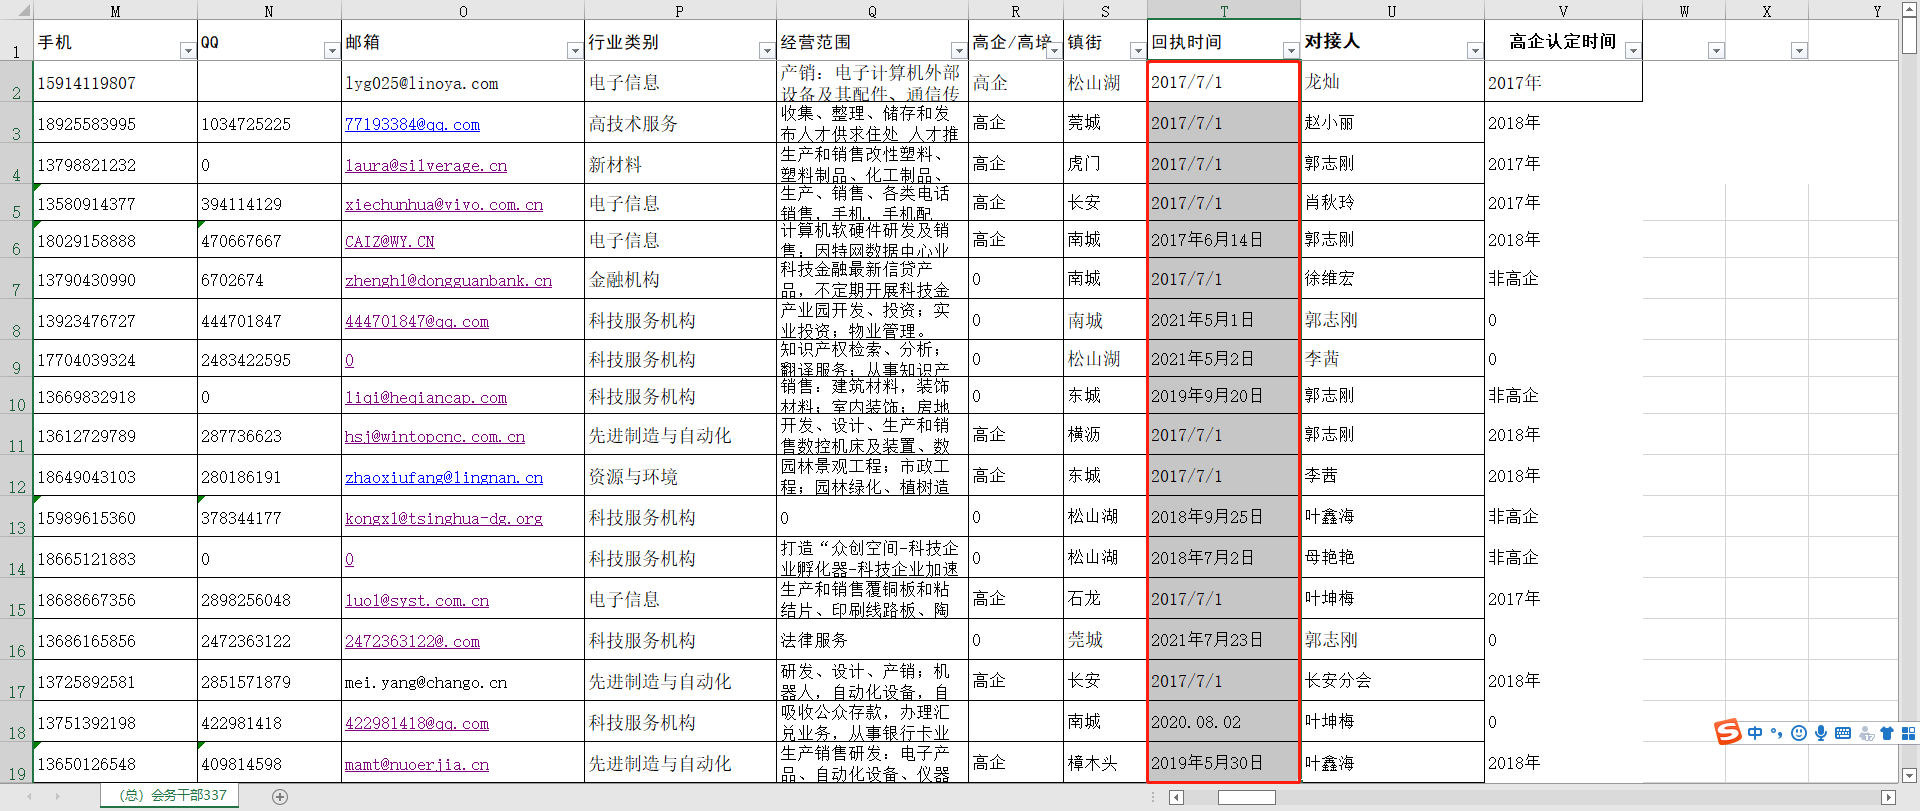 M N O P Q R S T U V W X Y
1 手机 QQ 邮箱 行业类别 经营范围 高企/高培 镇街 回执时间 对接人 高企认定时间
2 15914119807 lyg025@linoya.com 电子信息 产销：电子计算机外部 高企 松山湖 2017/7/1 龙灿 2017年
设备及其配件、通信传
3 18925583995 1034725225 77193384@qq.com 高技术服务 收集、整理、储存和发 高企 莞城 2017/7/1 赵小丽 2018年
布人才供求住处 人才推
4 13798821232 0 laura@silverage.cn 新材料 生产和销售改性塑料、 高企 虎门 2017/7/1 郭志刚 2017年
塑料制品、化工制品、
5 13580914377 394114129 xiechunhua@vivo.com.cn 电子信息 生产、销售、各类电话 高企 长安 2017/7/1 肖秋玲 2017年
销售，手机，手机配
6 18029158888 470667667 CAIZ@WY.CN 电子信息 计算机软硬件研发及销 高企 南城 2017年6月14日 郭志刚 2018年
售；因特网数据中心业
7 13790430990 6702674 zhenghl@dongguanbank.cn 金融机构 科技金融最新信贷产 0 南城 2017/7/1 徐维宏 非高企
品，不定期开展科技金
8 13923476727 444701847 444701847@qq.com 科技服务机构 产业园开发、投资；实 0 南城 2021年5月1日 郭志刚 0
业投资；物业管理。
9 17704039324 2483422595 0 科技服务机构 知识产权检索、分析； 0 松山湖 2021年5月2日 李茜 0
翻译服务；从事知识产
10 13669832918 0 liqi@heqiancap.com 科技服务机构 销售：建筑材料，装饰 0 东城 2019年9月20日 郭志刚 非高企
材料；室内装饰；房地
11 13612729789 287736623 hsj@wintopcnc.com.cn 先进制造与自动化 开发、设计、生产和销 高企 横沥 2017/7/1 郭志刚 2018年
售数控机床及装置、数
12 18649043103 280186191 zhaoxiufang@lingnan.cn 资源与环境 园林景观工程；市政工 高企 东城 2017/7/1 李茜 2018年
程；园林绿化、植树造
13 15989615360 378344177 kongxl@tsinghua-dg.org 科技服务机构 0 0 松山湖 2018年9月25日 叶鑫海 非高企
14 18665121883 0 0 科技服务机构 打造“众创空间-科技企 0 松山湖 2018年7月2日 母艳艳 非高企
业孵化器-科技企业加速
15 18688667356 2898256048 luol@syst.com.cn 电子信息 生产和销售覆铜板和粘 高企 石龙 2017/7/1 叶坤梅 2017年
结片、印刷线路板、陶
16 13686165856 2472363122 2472363122@.com 科技服务机构 法律服务 0 莞城 2021年7月23日 郭志刚 0
17 13725892581 2851571879 mei.yang@chango.cn 先进制造与自动化 研发、设计、产销；机 高企 长安 2017/7/1 长安分会 2018年
器人，自动化设备，自
18 13751392198 422981418 422981418@qq.com 科技服务机构 吸收公众存款，办理汇 南城 2020.08.02 叶坤梅 0
兑业务，从事银行卡业
19 13650126548 409814598 mamt@nuoerjia.cn 先进制造与自动化 生产销售研发：电子产 高企 樟木头 2019年5月30日 叶鑫海 2018年
品、自动化设备、仪器
S 中
（总）会务干部337